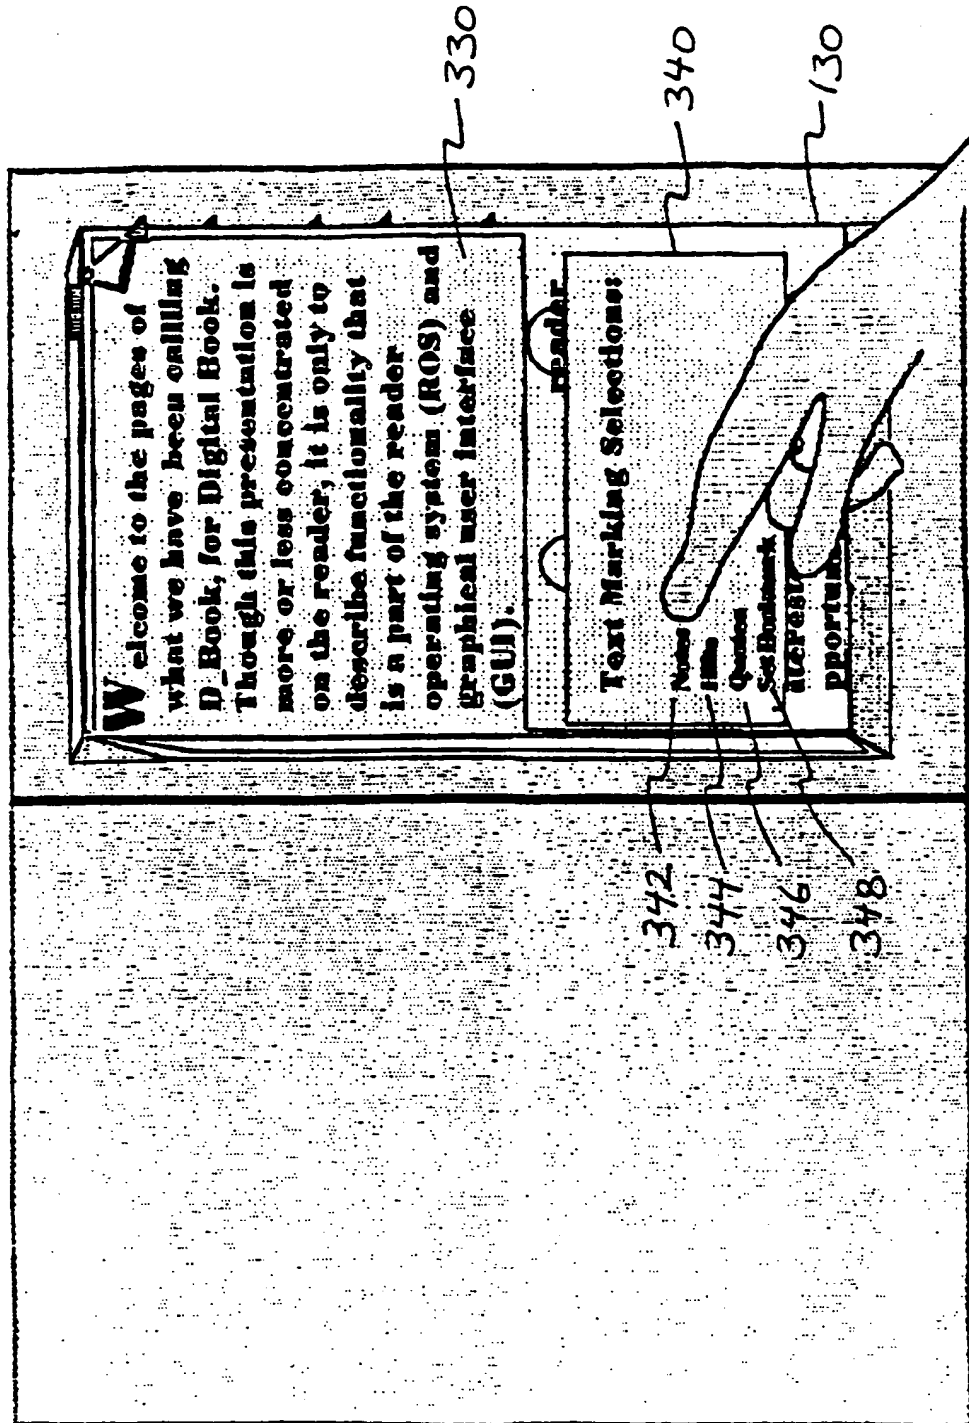 Welcome to the pages of
what we have been calling
D_Book, for Digital Book.
Though this presentation is
more or less concentrated
on the reader, it is only to
describe functionality that
is a part of the reader
operating system (ROS) and
graphical user interface
(GUI).
reader
Text Marking Selections:
Notes
Quotes
Set Bookmark
nterest
pportun
330
340
130
342
344
346
348